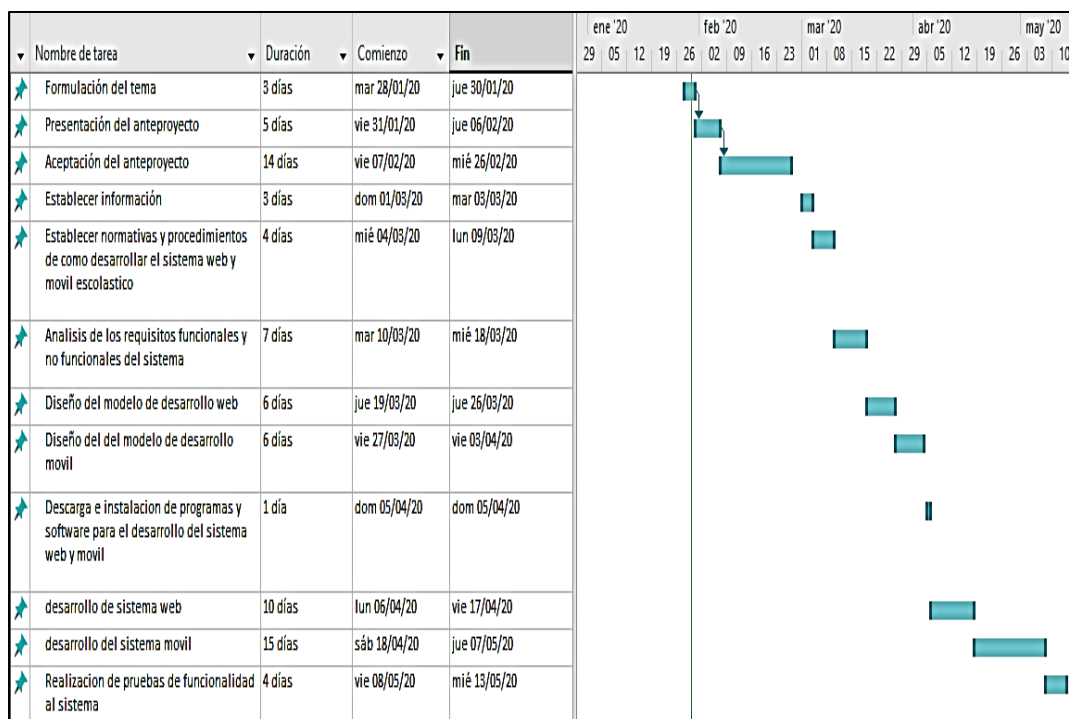 ene '20 feb '20 mar '20 abr '20 may '20
Nombre de tarea Duración Comienzo Fin 29 05 12 19 26 02 09 16 23 01 08 15 22 29 05 12 19 26 03 10
Formulación del tema 3 días mar 28/01/20 jue 30/01/20
Presentación del anteproyecto 5 días vie 31/01/20 jue 06/02/20
Aceptación del anteproyecto 14 días vie 07/02/20 mié 26/02/20
Establecer información 3 días dom 01/03/20 mar 03/03/20
Establecer normativas y procedimientos 4 días mié 04/03/20 lun 09/03/20
de como desarrollar el sistema web y
movil escolastico
Analisis de los requisitos funcionales y 7 días mar 10/03/20 mié 18/03/20
no funcionales del sistema
Diseño del modelo de desarrollo web 6 días jue 19/03/20 jue 26/03/20
Diseño del del modelo de desarrollo 6 días vie 27/03/20 vie 03/04/20
movil
Descarga e instalacion de programas y 1 día dom 05/04/20 dom 05/04/20
software para el desarrollo del sistema
web y movil
desarrollo de sistema web 10 días lun 06/04/20 vie 17/04/20
desarrollo del sistema movil 15 días sáb 18/04/20 jue 07/05/20
Realizacion de pruebas de funcionalidad 4 días vie 08/05/20 mié 13/05/20
al sistema